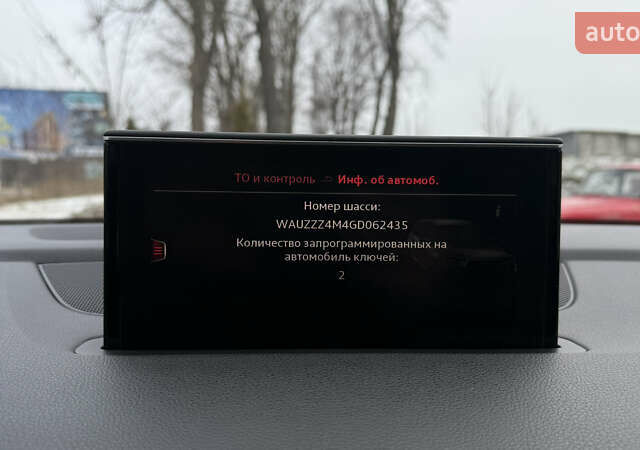 auto
ТО и контроль Инф. об автомоб.
Номер шасси:
WAUZZZ4M4GD062435
Количество запрограммированных на
автомобиль ключей:
2